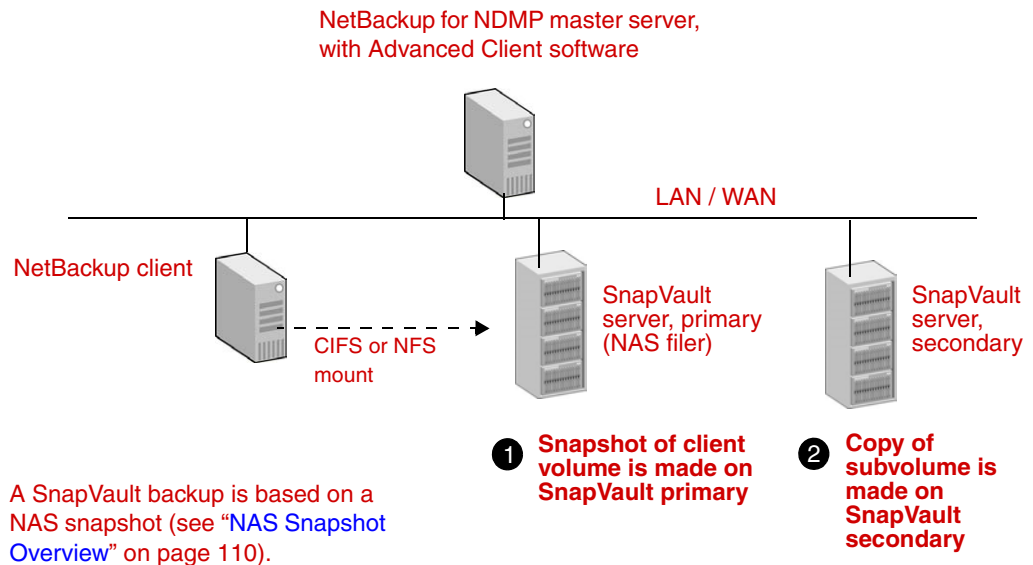 NetBackup for NDMP master server,
with Advanced Client software
LAN / WAN
NetBackup client
CIFS or NFS
mount
SnapVault
server, primary
(NAS filer)
SnapVault
server,
secondary
1 Snapshot of client
volume is made on
SnapVault primary
2 Copy of
subvolume is
made on
SnapVault
secondary
A SnapVault backup is based on a
NAS snapshot (see “NAS Snapshot
Overview” on page 110).